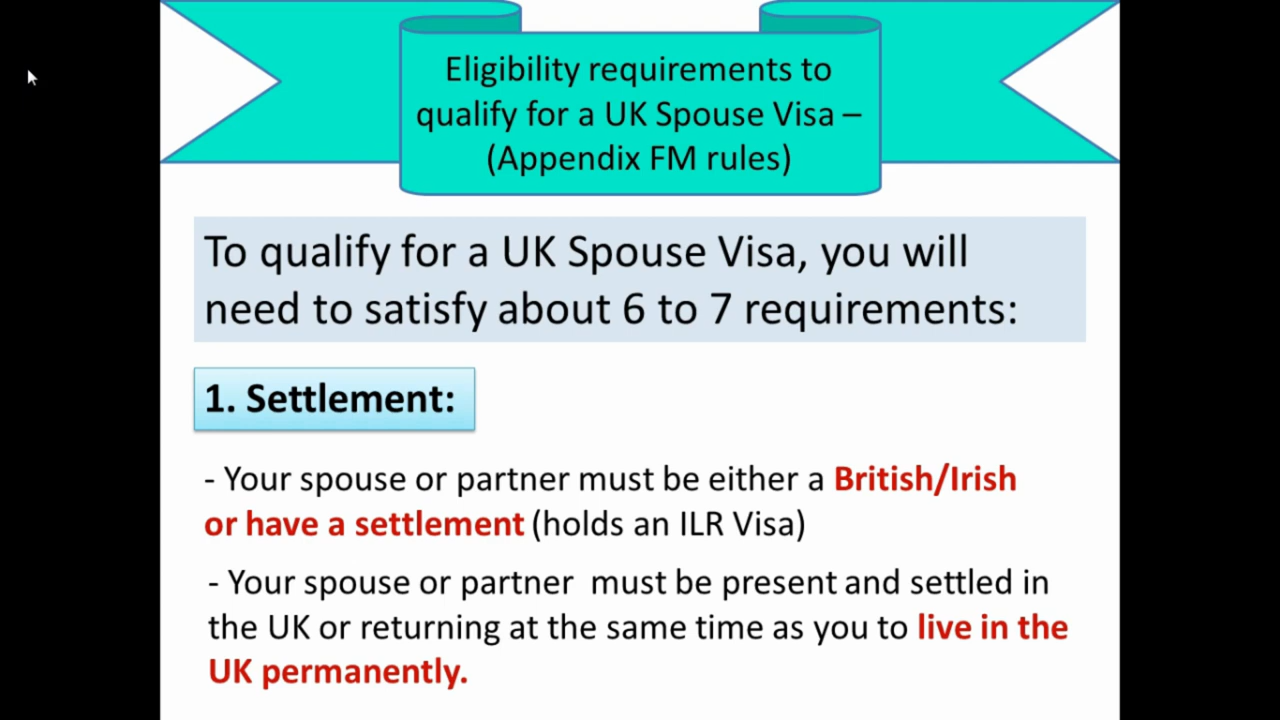 Eligibility requirements to
qualify for a UK Spouse Visa –
(Appendix FM rules)
To qualify for a UK Spouse Visa, you will
need to satisfy about 6 to 7 requirements:
1. Settlement:
- Your spouse or partner must be either a British/Irish
or have a settlement (holds an ILR Visa)
- Your spouse or partner  must be present and settled in
the UK or returning at the same time as you to live in the
UK permanently.